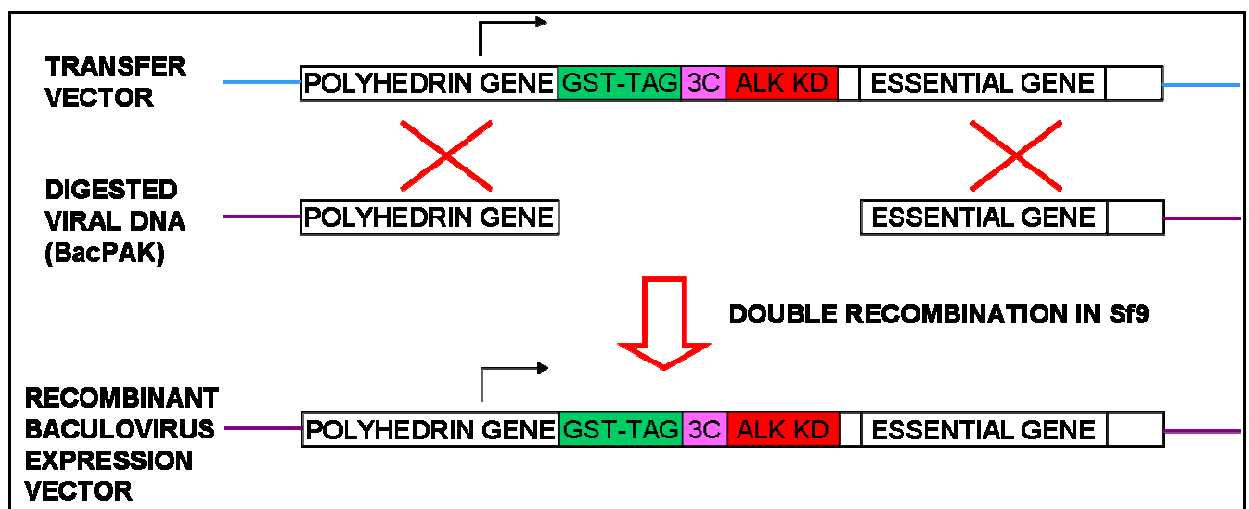 TRANSFER
VECTOR
POLYHEDRIN GENE GST-TAG 3C ALK KD ESSENTIAL GENE
DIGESTED
VIRAL DNA
(BacPAK)
POLYHEDRIN GENE ESSENTIAL GENE
DOUBLE RECOMBINATION IN Sf9
RECOMBINANT
BACULOVIRUS
EXPRESSION
VECTOR
POLYHEDRIN GENE GST-TAG 3C ALK KD ESSENTIAL GENE